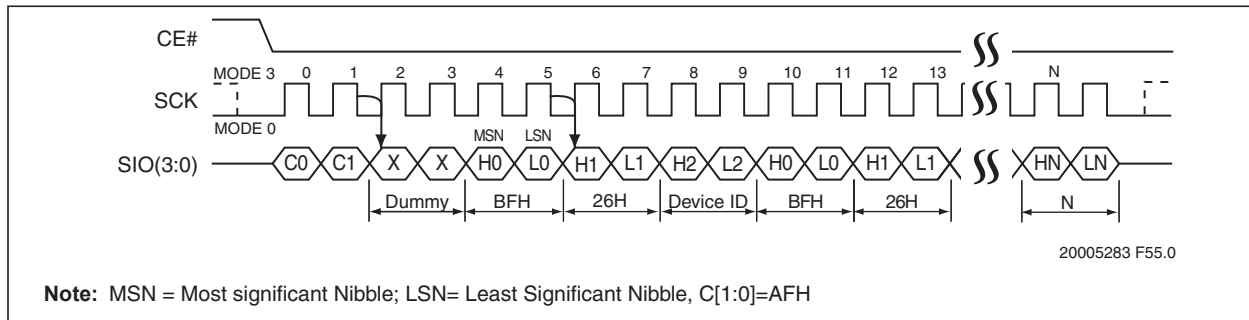 CE#
MODE 3 0 1 2 3 4 5 6 7 8 9 10 11 12 13 N
SCK
MODE 0
MSN LSN
SIO(3:0) C0 C1 X X H0 L0 H1 L1 H2 L2 H0 L0 H1 L1 HN LN
Dummy BFH 26H Device ID BFH 26H N
20005283 F55.0
Note: MSN = Most significant Nibble; LSN= Least Significant Nibble, C[1:0]=AFH